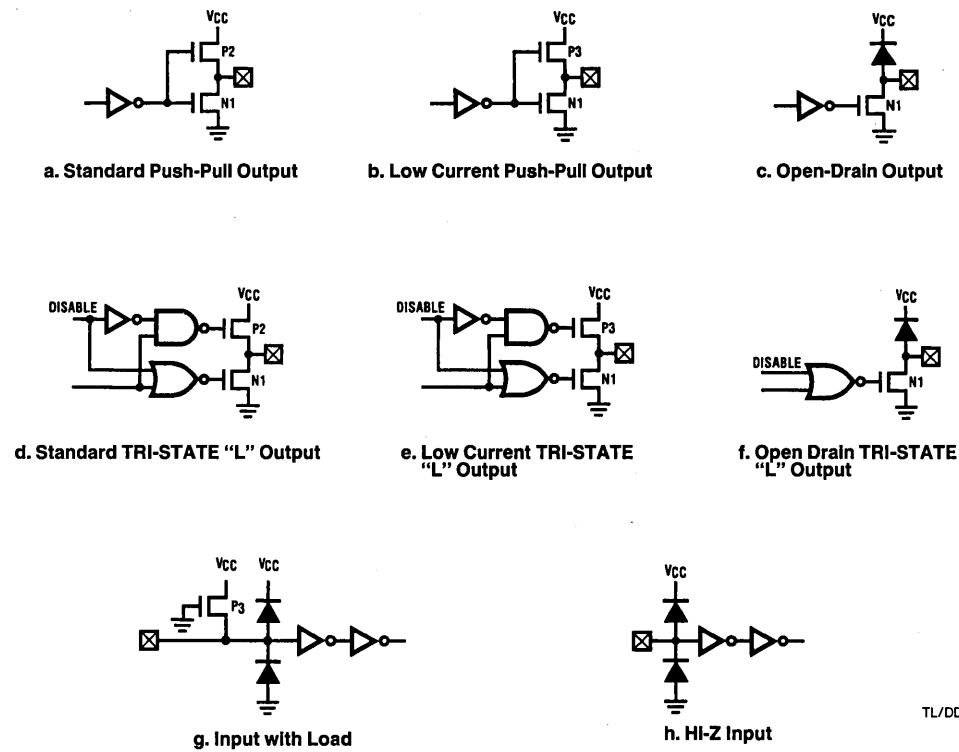 VCC
P2
N1
a. Standard Push-Pull Output
VCC
P3
N1
b. Low Current Push-Pull Output
VCC
N1
c. Open-Drain Output
DISABLE
VCC
P2
N1
d. Standard TRI-STATE “L” Output
DISABLE
VCC
P3
N1
e. Low Current TRI-STATE
“L” Output
DISABLE
VCC
N1
f. Open Drain TRI-STATE
“L” Output
VCC
VCC
P3
g. Input with Load
VCC
h. Hi-Z Input
TL/DD